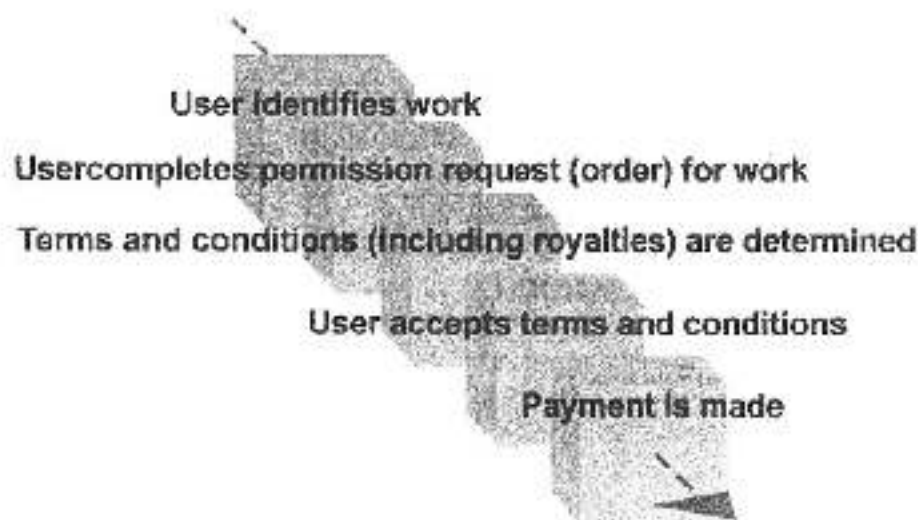 User identifies work
Usercompletes permission request (order) for work
Terms and conditions (including royalties) are determined
User accepts terms and conditions
Payment is made